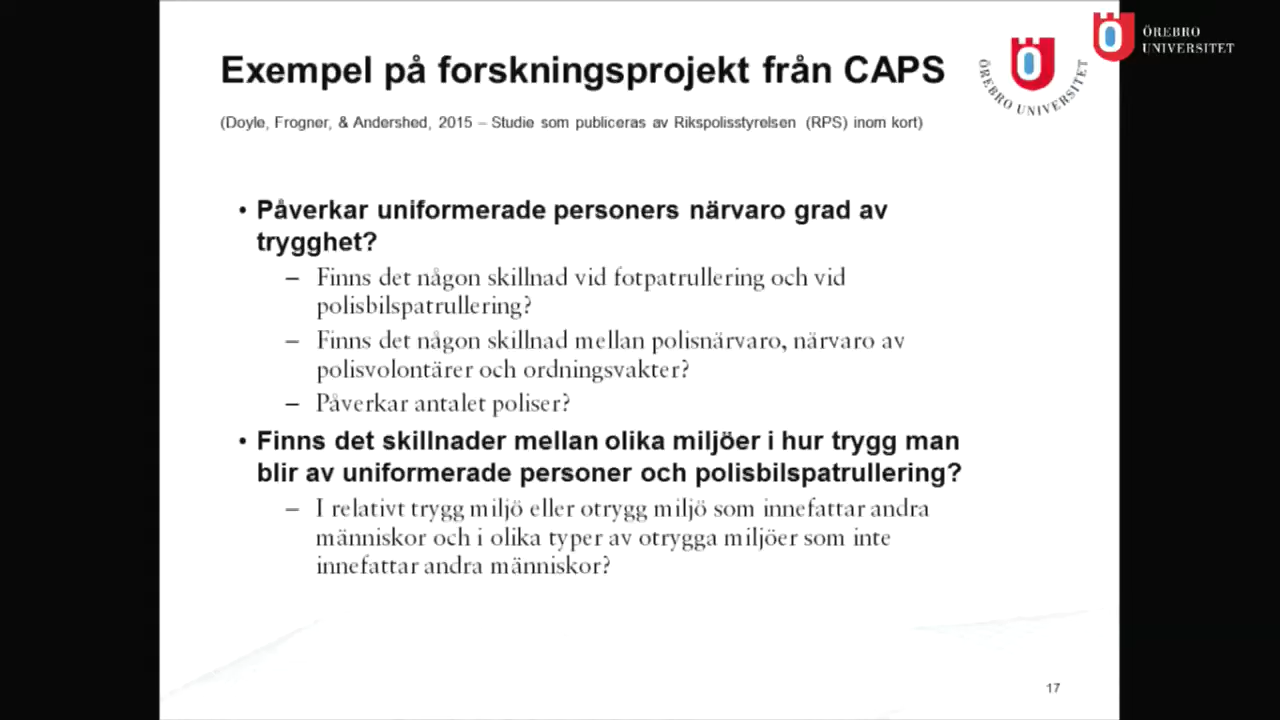 Exempel på forskningsprojekt från CAPS
(Doyle, Frogner, & Andershed, 2015 – Studie som publiceras av Rikspolisstyrelsen (RPS) inom kort)
ÖREBRO UNIVERSITET
ÖREBRO
UNIVERSITET
• Påverkar uniformerade personers närvaro grad av
trygghet?
– Finns det någon skillnad vid fotpatrullering och vid
polisbilspatrullering?
– Finns det någon skillnad mellan polisnärvaro, närvaro av
polisvolontärer och ordningsvakter?
– Påverkar antalet poliser?
• Finns det skillnader mellan olika miljöer i hur trygg man
blir av uniformerade personer och polisbilspatrullering?
– I relativt trygg miljö eller otrygg miljö som innefattar andra
människor och i olika typer av otrygga miljöer som inte
innefattar andra människor?
17